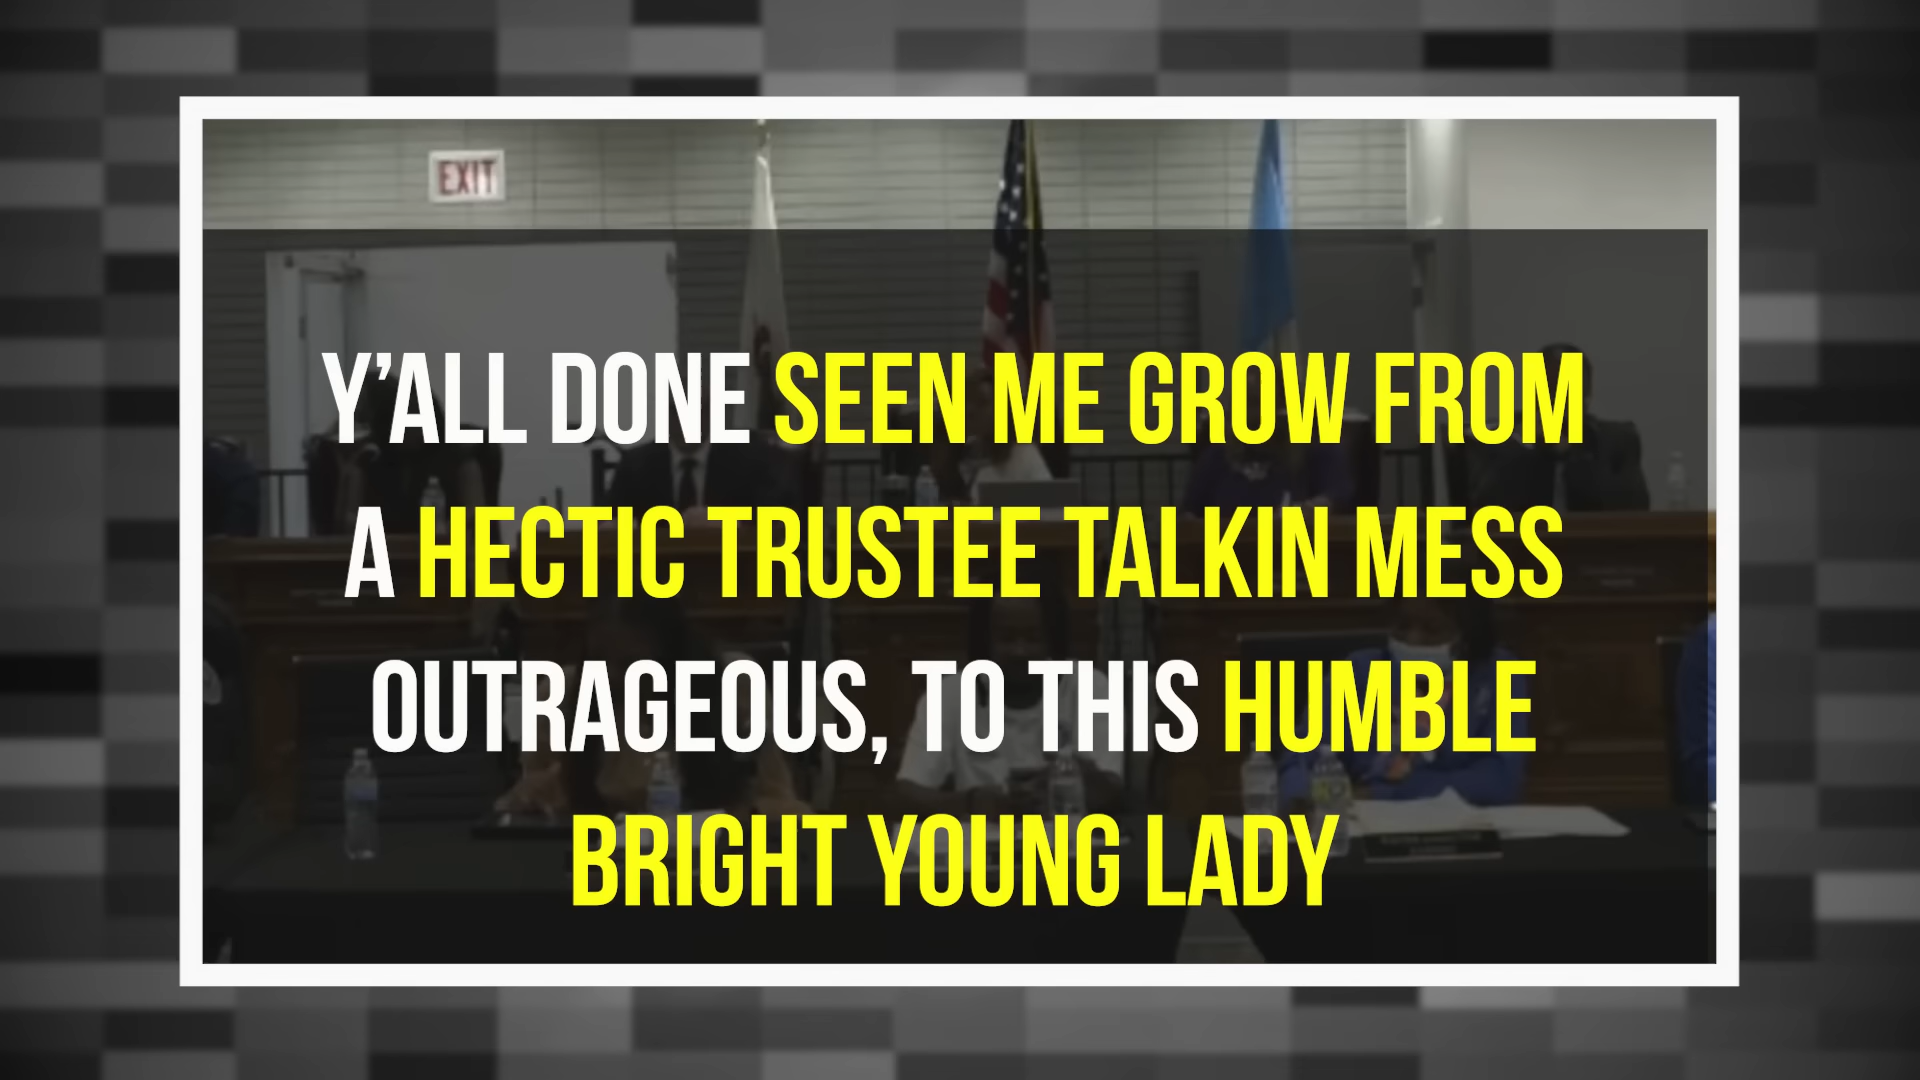 EXIT
Y'ALL DONE SEEN ME GROW FROM
A HECTIC TRUSTEE TALKIN MESS
OUTRAGEOUS, TO THIS HUMBLE
BRIGHT YOUNG LADY